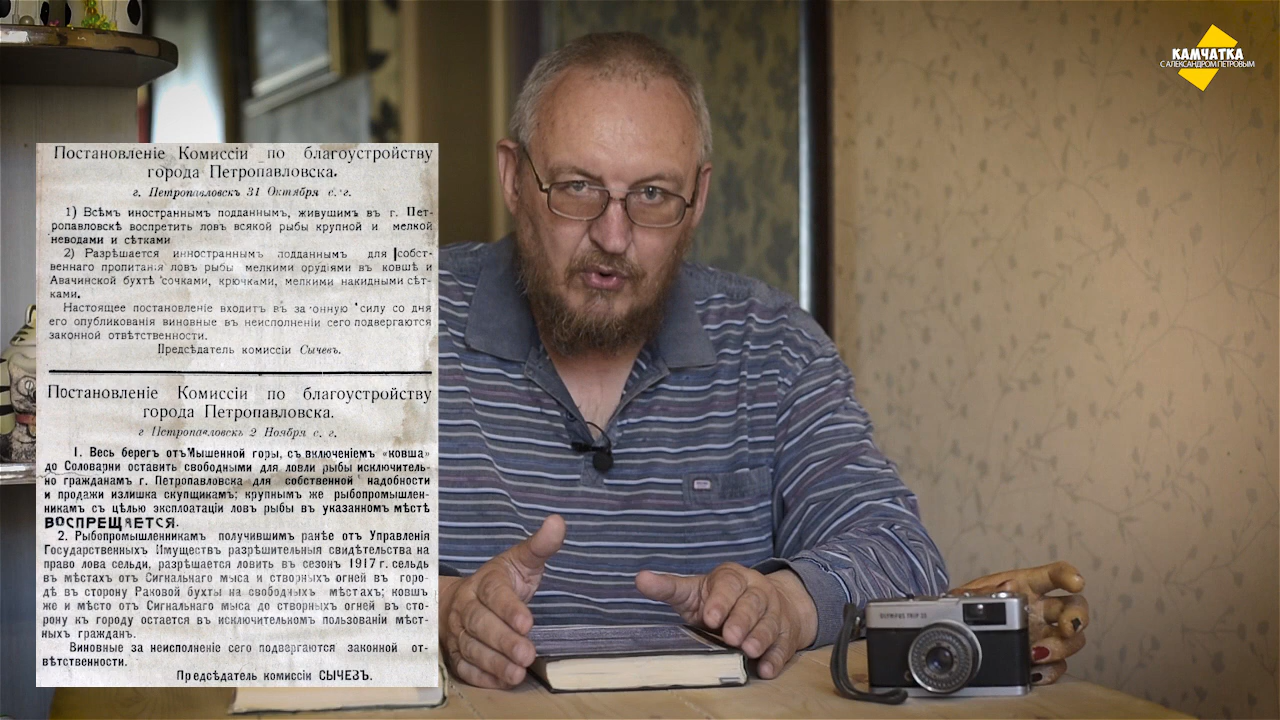 Постановленіе Комиссіи по благоустройству
города Петропавловска.
г. Петропавловскъ 31 Октября с. г.
1) Всѣмъ иностраннымъ подданнымъ, живущимъ въ г. Пет-
ропавловскѣ воспретить ловъ всякой рыбы крупной и мелкой
неводами и сѣтками
2) Разрѣшается инностраннымъ подданнымъ для собст-
веннаго пропитанія ловъ рыбы мелкими орудіями въ ковшѣ и
Авачинской бухтѣ сочками, крючками, мелкими накидными сѣт-
ками.
Настоящее постановленіе входитъ въ законную силу со дня
его опубликованія виновные въ неисполненіи сего подвергаются
законной отвѣтственности.
Предсѣдатель комиссіи Сычевъ.
Постановленіе Комиссіи по благоустройству
города Петропавловска.
г Петропавловскъ 2 Ноября с. г.
1. Весь берег отъ Мышенной горы, съ включеніемъ «ковша»
до Соловарни оставить свободными для ловли рыбы исключитель-
но гражданамъ г. Петропавловска для собственной надобности
и продажи излишка скупщикамъ; крупнымъ же рыбопромышлен-
никамъ съ цѣлью эксплоатаціи ловъ рыбы въ указанномъ мѣстѣ
ВОСПРЕЩАЕТСЯ.
2. Рыбопромышленникамъ получившимъ ранѣе отъ Управленія
Государственныхъ Имуществъ разрѣшительныя свидѣтельства на
право лова сельди, разрѣшается ловить въ сезонъ 1917 г. сельдь
въ мѣстахъ отъ Сигнальнаго мыса и створныхъ огней въ горо-
дѣ въ сторону Раковой бухты на свободныхъ мѣстахъ; ковшъ
же и мѣсто отъ Сигнальнаго мыса до створныхъ огней въ сто-
рону къ городу остается въ исключительномъ пользованіи мѣст-
ныхъ гражданъ.
Виновные за неисполненіе сего подвергаются законной от-
вѣтственности.
Предсѣдатель комиссіи СЫЧЕВЪ.
КАМЧАТКА
С АЛЕКСАНДРОМ ПЕТРОВЫМ
OLYMPUS TRIP 35